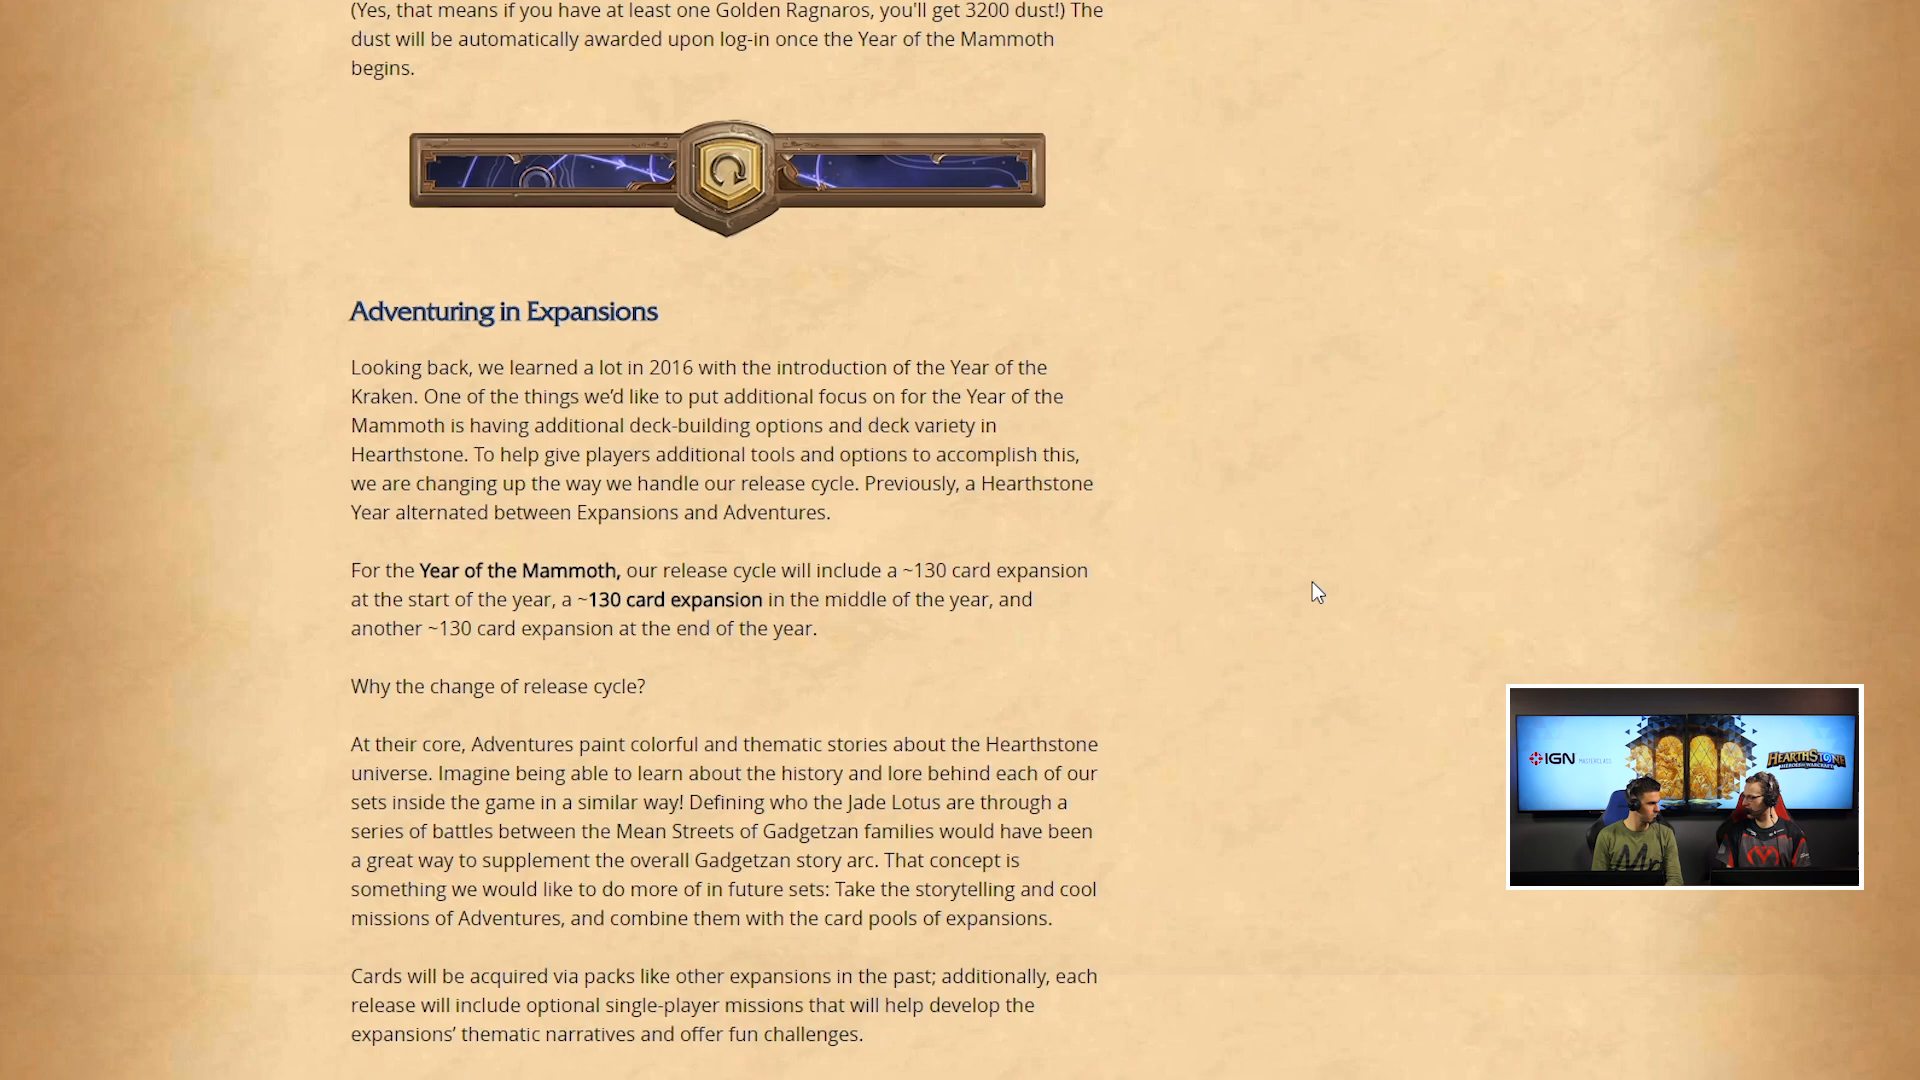 (Yes, that means if you have at least one Golden Ragnaros, you'll get 3200 dust!) The
dust will be automatically awarded upon log-in once the Year of the Mammoth
begins.
Adventuring in Expansions
Looking back, we learned a lot in 2016 with the introduction of the Year of the
Kraken. One of the things we’d like to put additional focus on for the Year of the
Mammoth is having additional deck-building options and deck variety in
Hearthstone. To help give players additional tools and options to accomplish this,
we are changing up the way we handle our release cycle. Previously, a Hearthstone
Year alternated between Expansions and Adventures.
For the Year of the Mammoth, our release cycle will include a ~130 card expansion
at the start of the year, a ~130 card expansion in the middle of the year, and
another ~130 card expansion at the end of the year.
Why the change of release cycle?
At their core, Adventures paint colorful and thematic stories about the Hearthstone
universe. Imagine being able to learn about the history and lore behind each of our
sets inside the game in a similar way! Defining who the Jade Lotus are through a
series of battles between the Mean Streets of Gadgetzan families would have been
a great way to supplement the overall Gadgetzan story arc. That concept is
something we would like to do more of in future sets: Take the storytelling and cool
missions of Adventures, and combine them with the card pools of expansions.
Cards will be acquired via packs like other expansions in the past; additionally, each
release will include optional single-player missions that will help develop the
expansions’ thematic narratives and offer fun challenges.
IGN MASTERCLASS
HEARTHSTONE
HEROES OF WARCRAFT